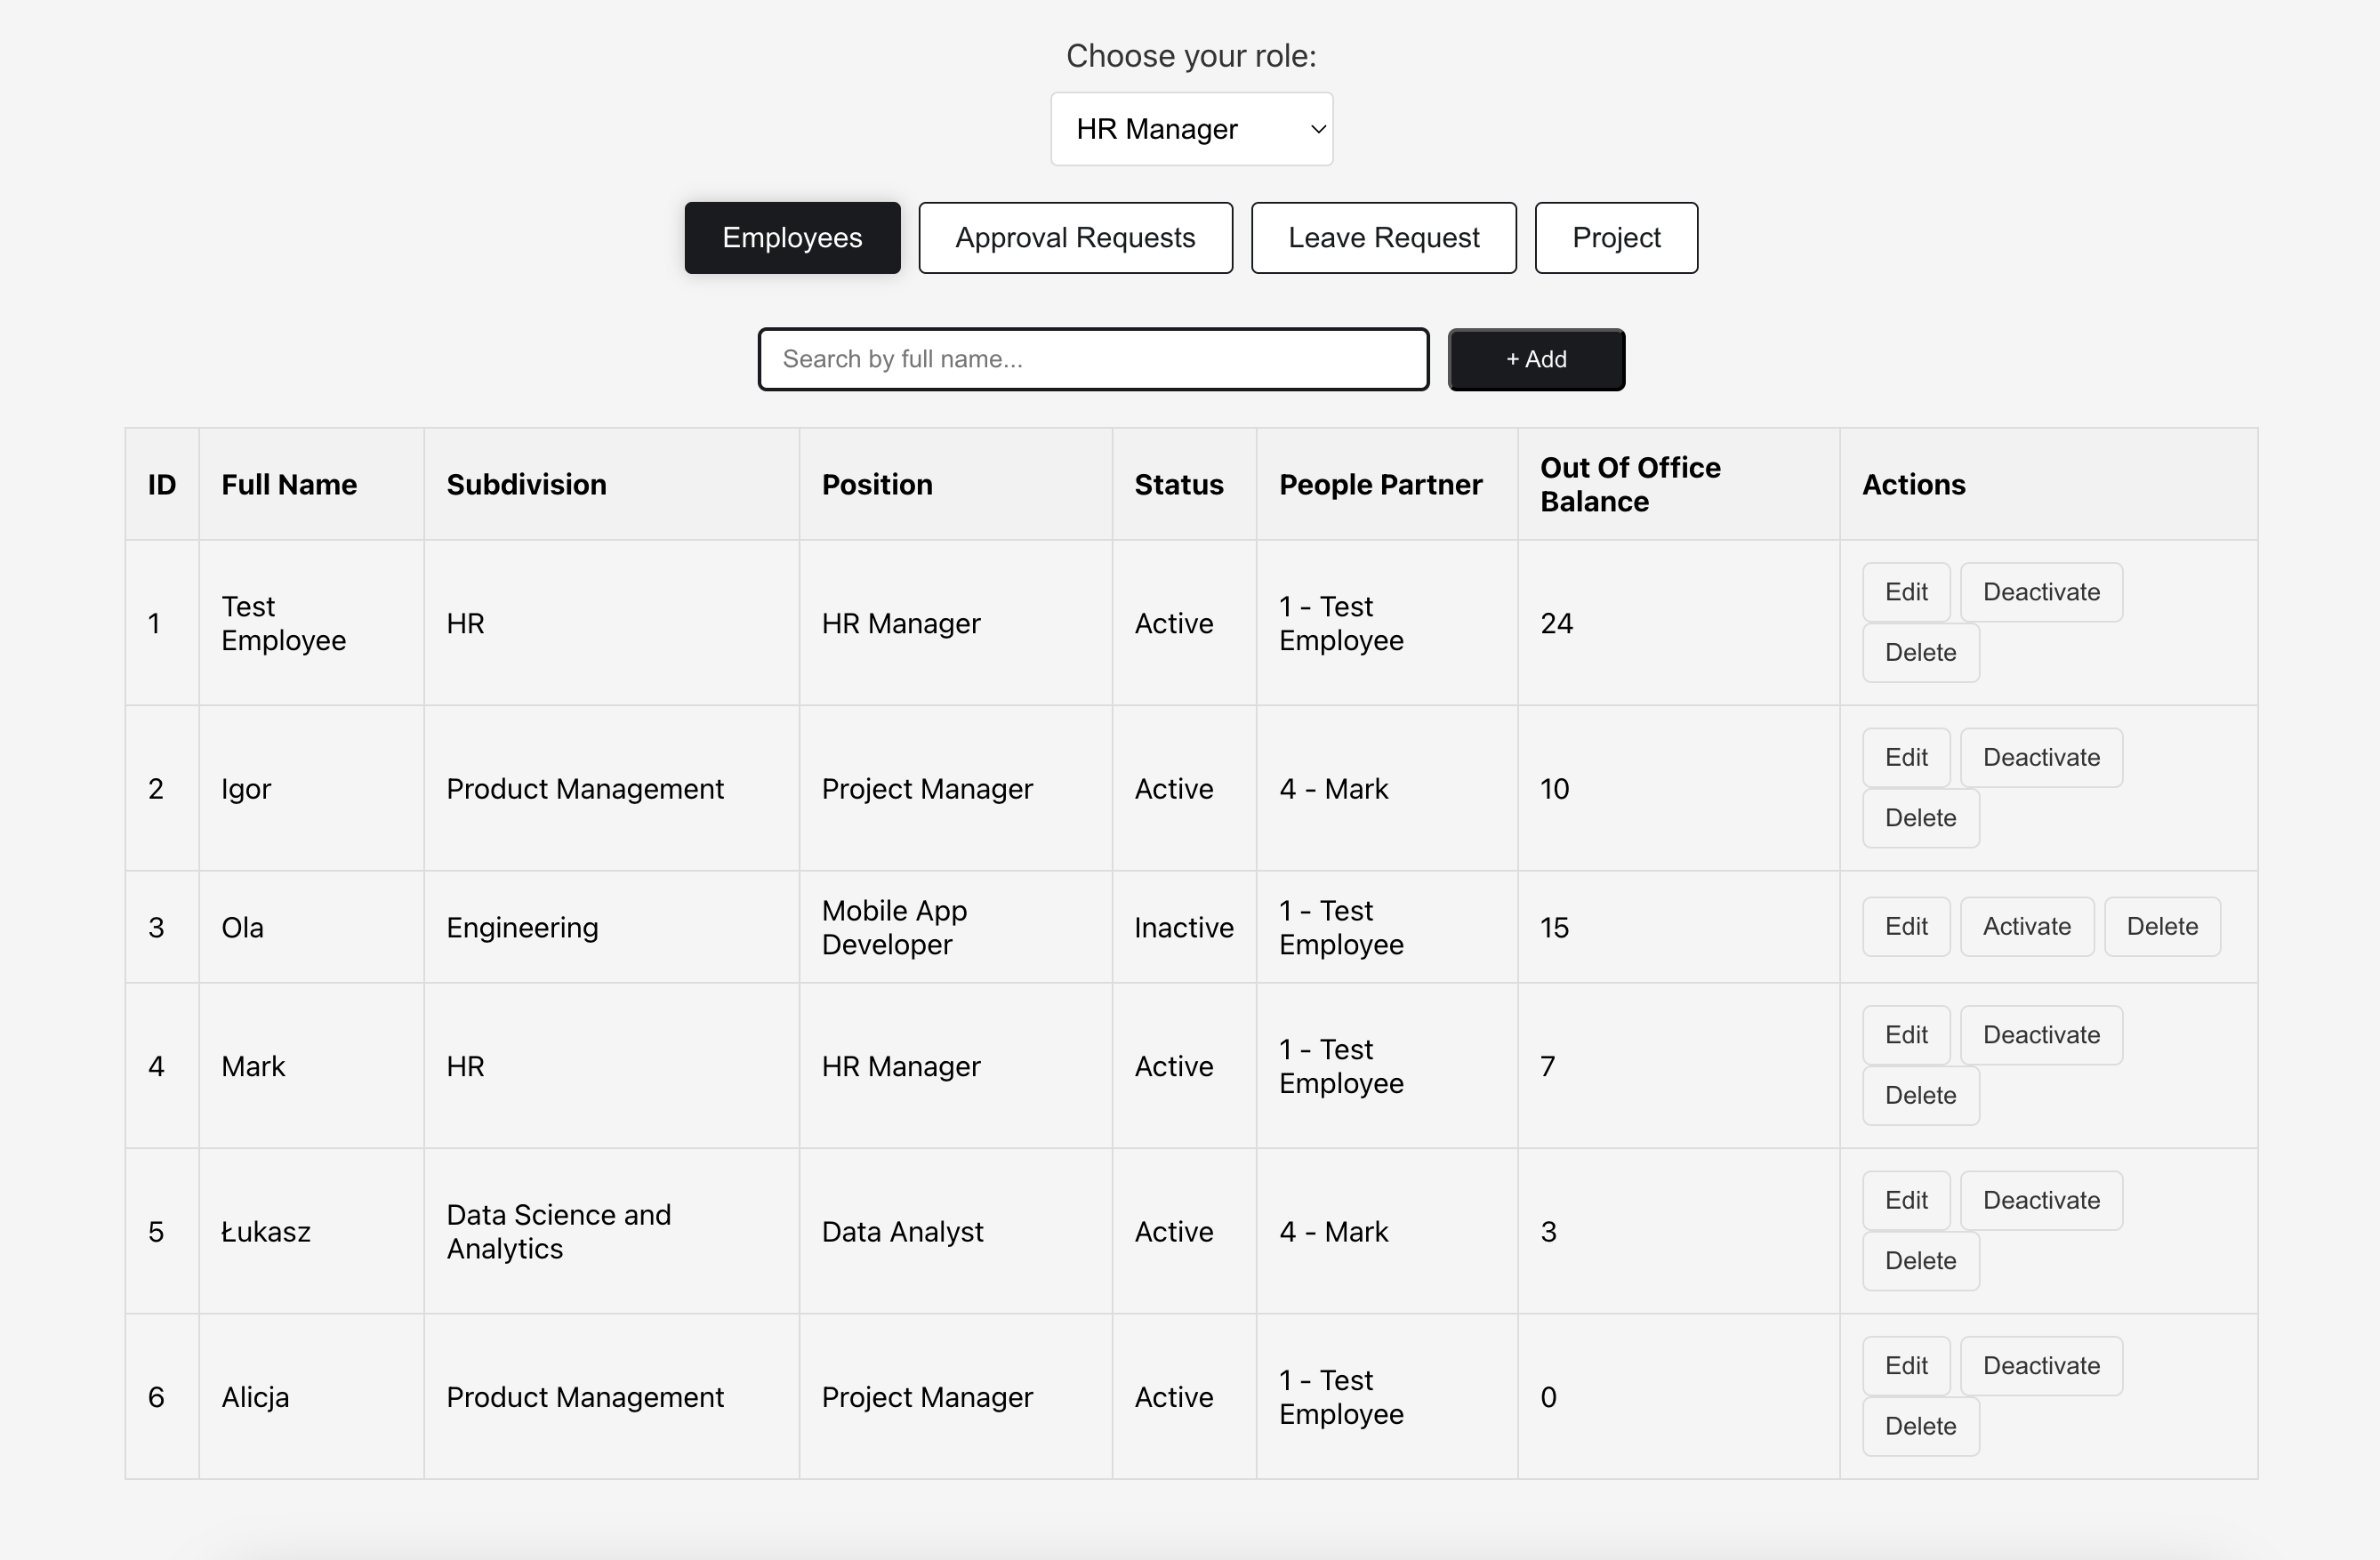 Choose your role:
HR Manager
Employees Approval Requests Leave Request Project
Search by full name... + Add
ID Full Name Subdivision Position Status People Partner Out Of Office Balance Actions
1 Test Employee HR HR Manager Active 1 - Test Employee 24 Edit Deactivate Delete
2 Igor Product Management Project Manager Active 4 - Mark 10 Edit Deactivate Delete
3 Ola Engineering Mobile App Developer Inactive 1 - Test Employee 15 Edit Activate Delete
4 Mark HR HR Manager Active 1 - Test Employee 7 Edit Deactivate Delete
5 Łukasz Data Science and Analytics Data Analyst Active 4 - Mark 3 Edit Deactivate Delete
6 Alicja Product Management Project Manager Active 1 - Test Employee 0 Edit Deactivate Delete